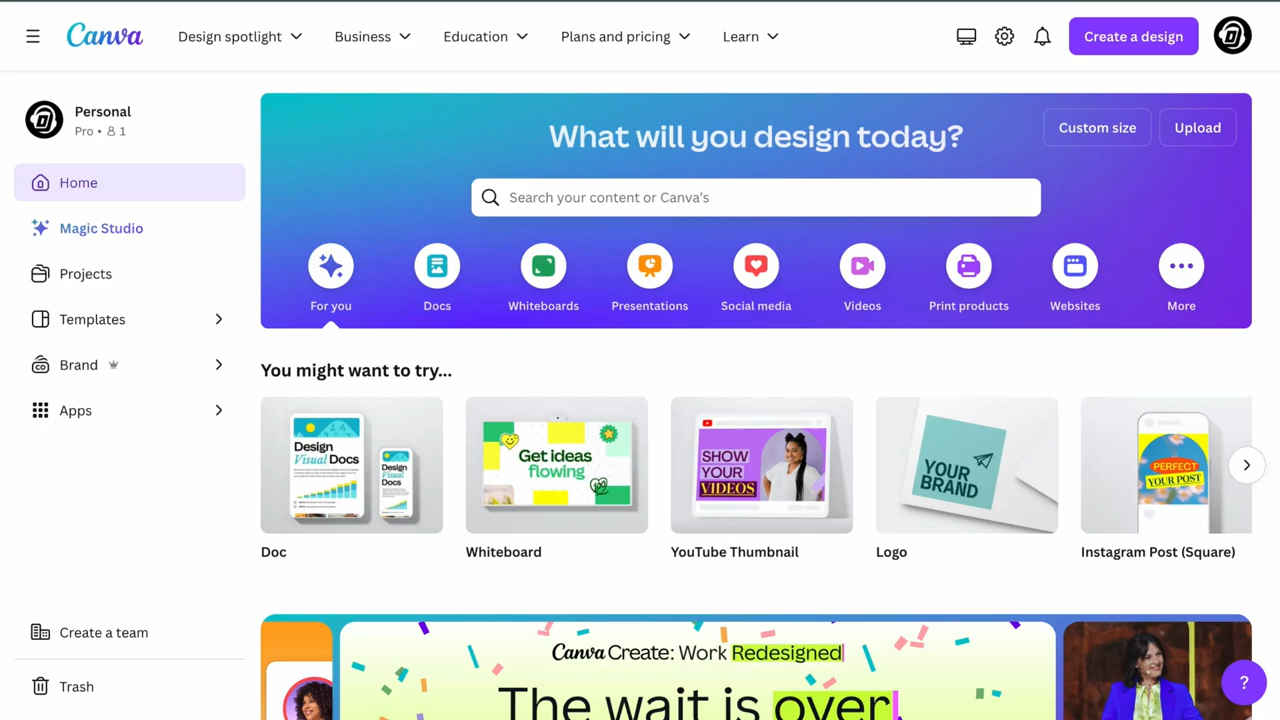 Canva
Design spotlight
Business
Education
Plans and pricing
Learn
Create a design
Personal
Pro • 1
Home
Magic Studio
Projects
Templates
Brand
Apps
Create a team
Trash
What will you design today?
Custom size
Upload
Search your content or Canva's
For you
Docs
Whiteboards
Presentations
Social media
Videos
Print products
Websites
More
You might want to try...
Design
Visual Docs
Design
Visual
Docs
Doc
Get ideas
flowing
Whiteboard
SHOW
YOUR
VIDEOS
YouTube Thumbnail
YOUR
BRAND
Logo
PERFECT
YOUR POST
Instagram Post (Square)
Canva Create: Work Redesigned
The wait is over
?